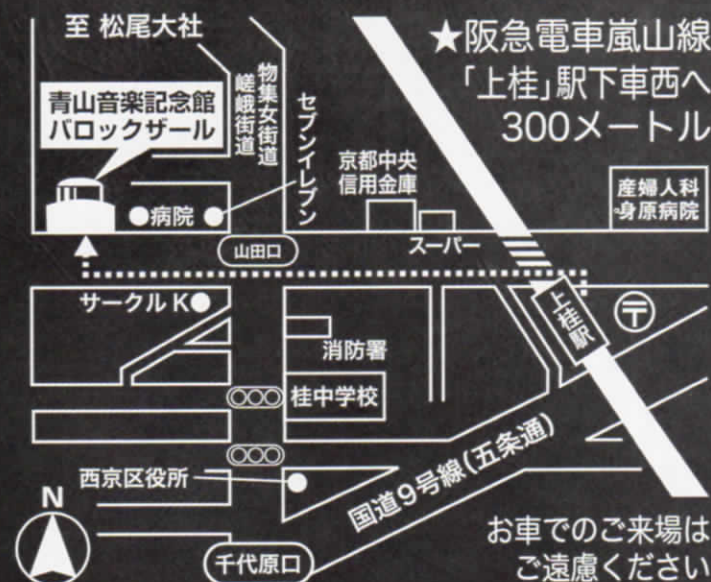 至 松尾大社
★阪急電車嵐山線
「上桂」駅下車西へ
300メートル
青山音楽記念館
バロックザール
物集女街道
嵯峨街道
セブンイレブン
京都中央
信用金庫
産婦人科
身原病院
病院
山田口
スーパー
サークルK
上桂駅
〒
消防署
桂中学校
西京区役所
国道9号線(五条通)
N
千代原口
お車でのご来場は
ご遠慮ください